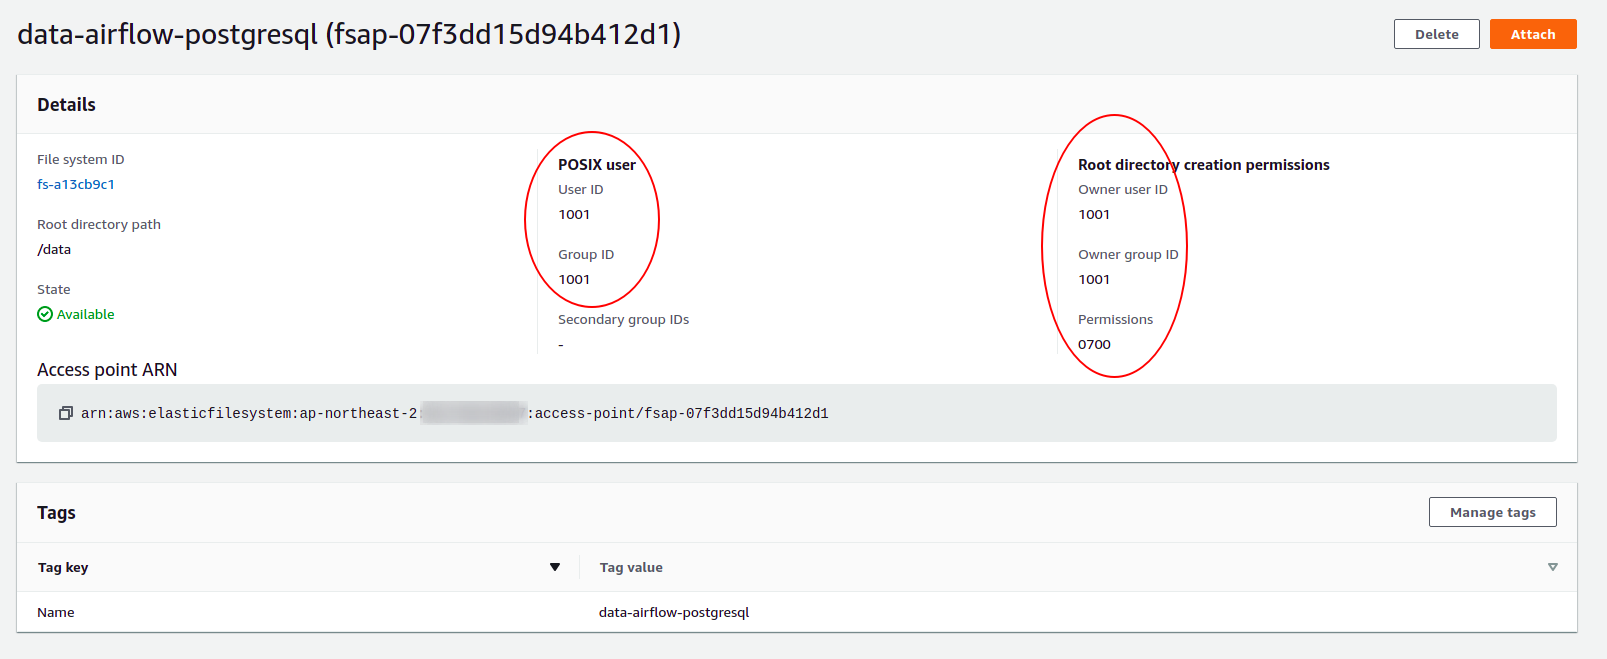 data-airflow-postgresql (fsap-07f3dd15d94b412d1)
Delete
Attach
Details
File system ID
fs-a13cb9c1
Root directory path
/data
State
Available
POSIX user
User ID
1001
Group ID
1001
Secondary group IDs
-
Root directory creation permissions
Owner user ID
1001
Owner group ID
1001
Permissions
0700
Access point ARN
arn:aws:elasticfilesystem:ap-northeast-2: :access-point/fsap-07f3dd15d94b412d1
Tags
Manage tags
Tag key
Tag value
Name
data-airflow-postgresql